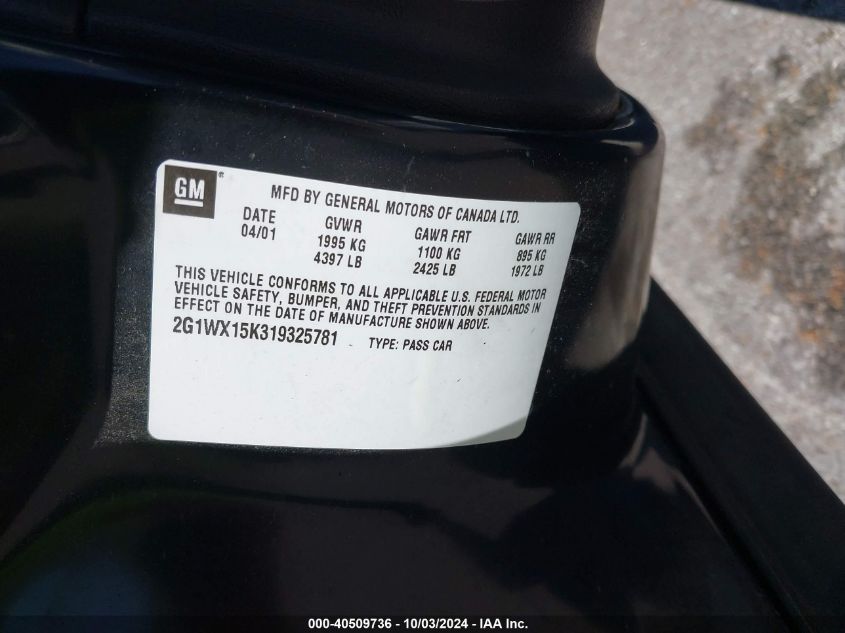 GM
MFD BY GENERAL MOTORS OF CANADA LTD.
DATE GVWR GAWR FRT GAWR RR
04/01 1995 KG 1100 KG 895 KG
4397 LB 2425 LB 1972 LB
THIS VEHICLE CONFORMS TO ALL APPLICABLE U.S. FEDERAL MOTOR
VEHICLE SAFETY, BUMPER, AND THEFT PREVENTION STANDARDS IN
EFFECT ON THE DATE OF MANUFACTURE SHOWN ABOVE.
2G1WX15K319325781 TYPE: PASS CAR
000-40509736 - 10/03/2024 - IAA Inc.